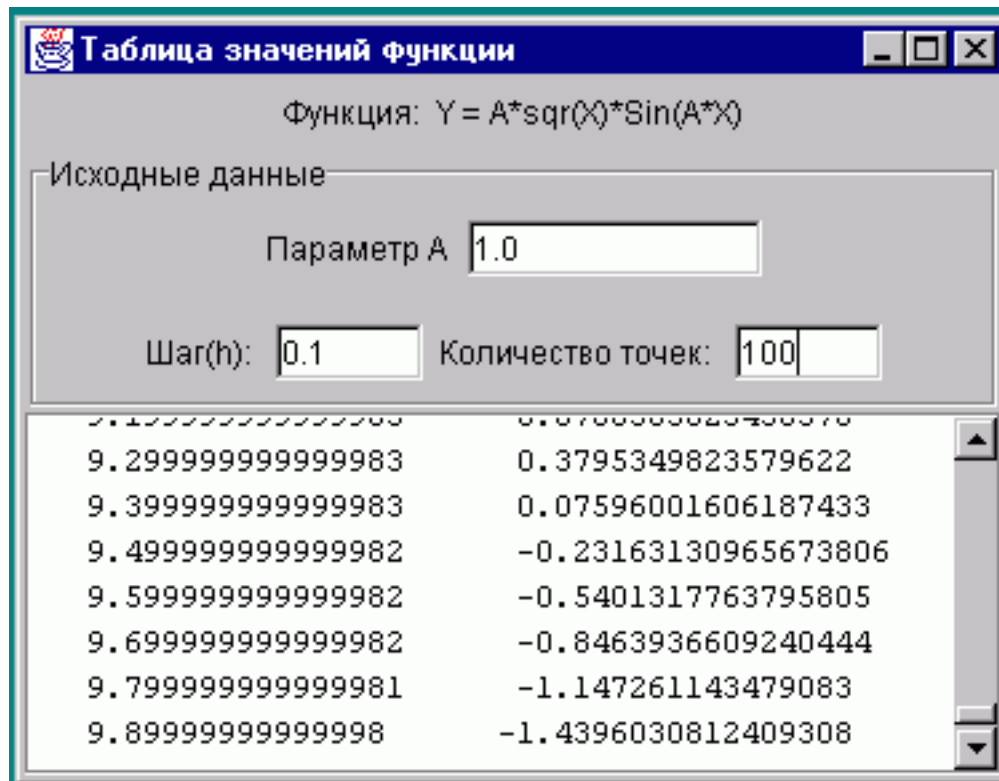 Таблица значений функции
Функция: Y = A*sqr(X)*Sin(A*X)
Исходные данные
Параметр А 1.0
Шаг(h): 0.1 Количество точек: 100
9.299999999999983 0.3795349823579622
9.399999999999983 0.07596001606187433
9.499999999999982 -0.23163130965673806
9.599999999999982 -0.5401317763795805
9.699999999999982 -0.8463936609240444
9.799999999999981 -1.147261143479083
9.89999999999998 -1.4396030812409308